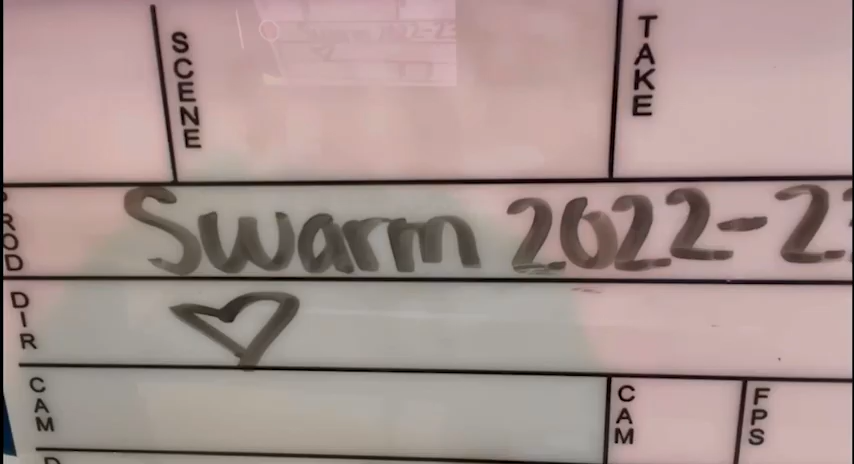 SCENE
TAKE
PROD
Swarm 2022-2
DIR
CAM
CAM
FPS
D